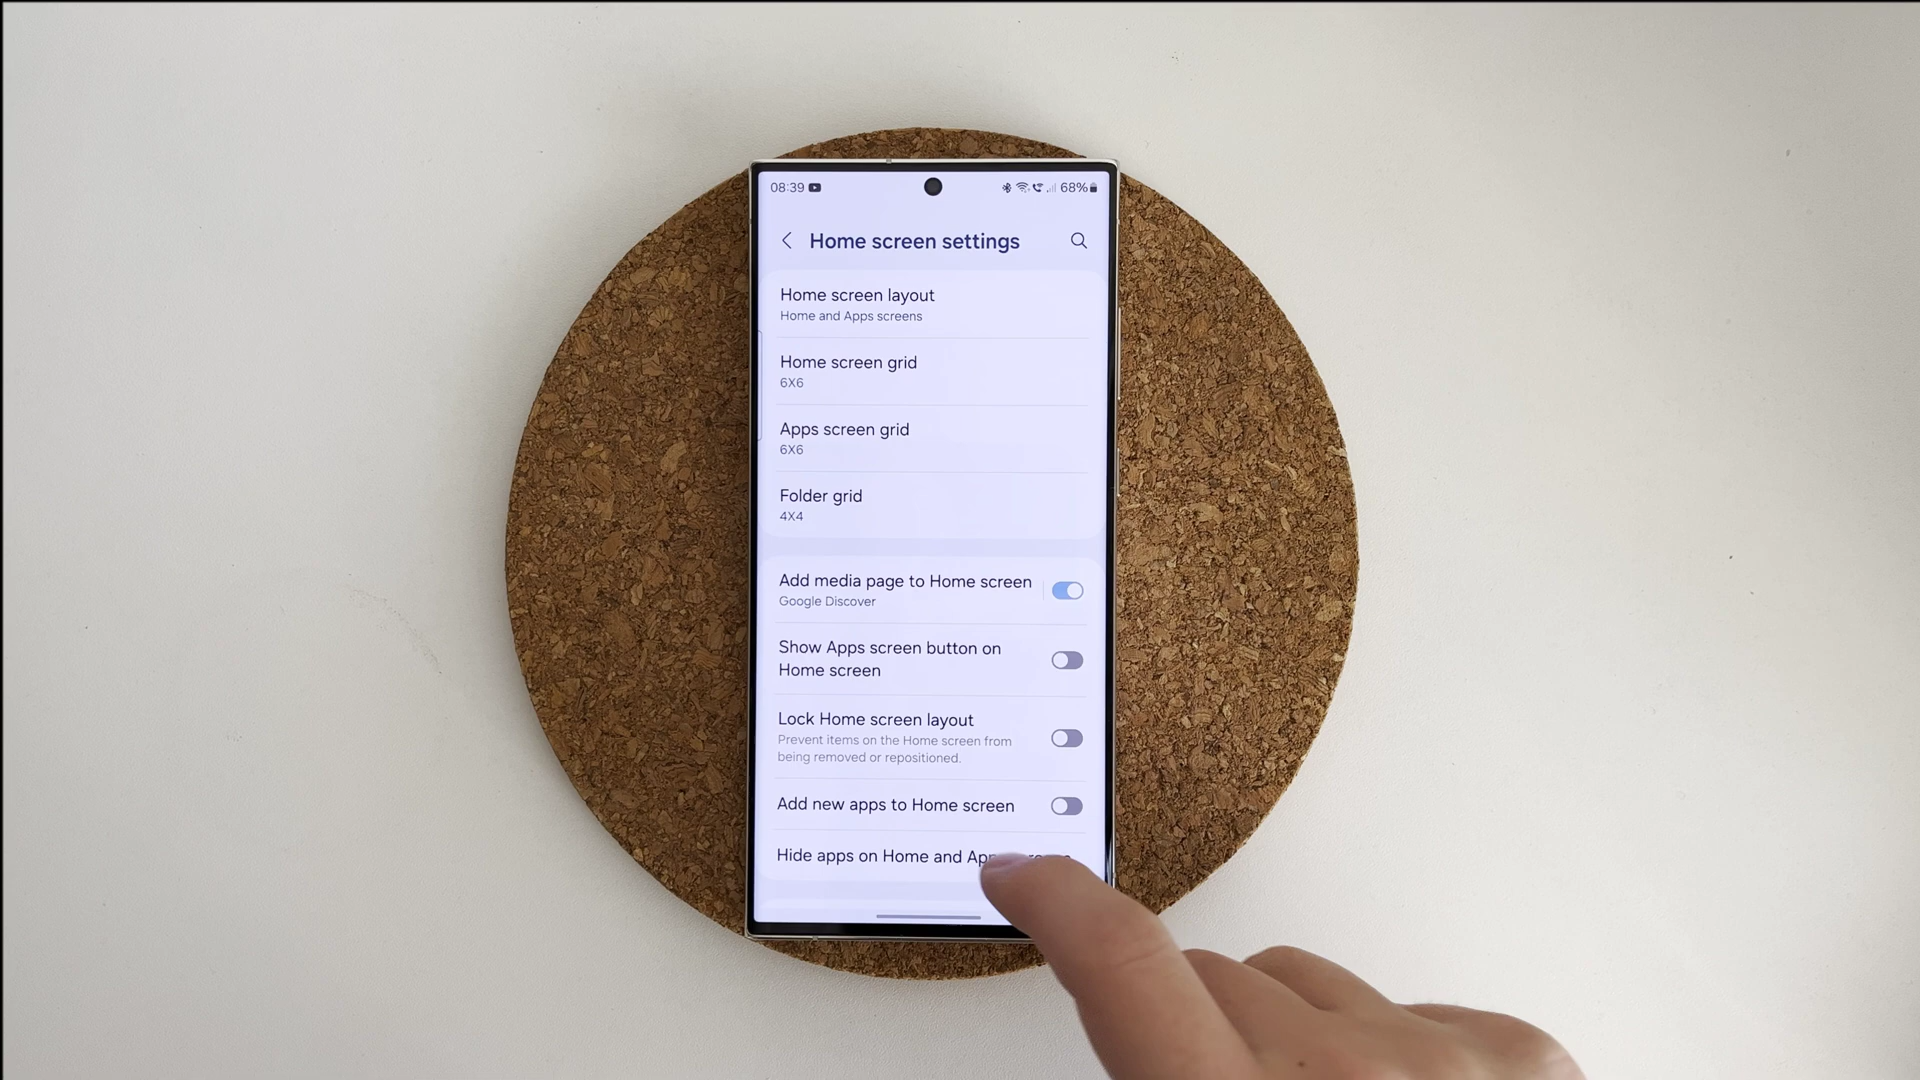 08:39 68%
Home screen settings
Home screen layout
Home and Apps screens
Home screen grid
6X6
Apps screen grid
6X6
Folder grid
4X4
Add media page to Home screen
Google Discover
Show Apps screen button on
Home screen
Lock Home screen layout
Prevent items on the Home screen from
being removed or repositioned.
Add new apps to Home screen
Hide apps on Home and